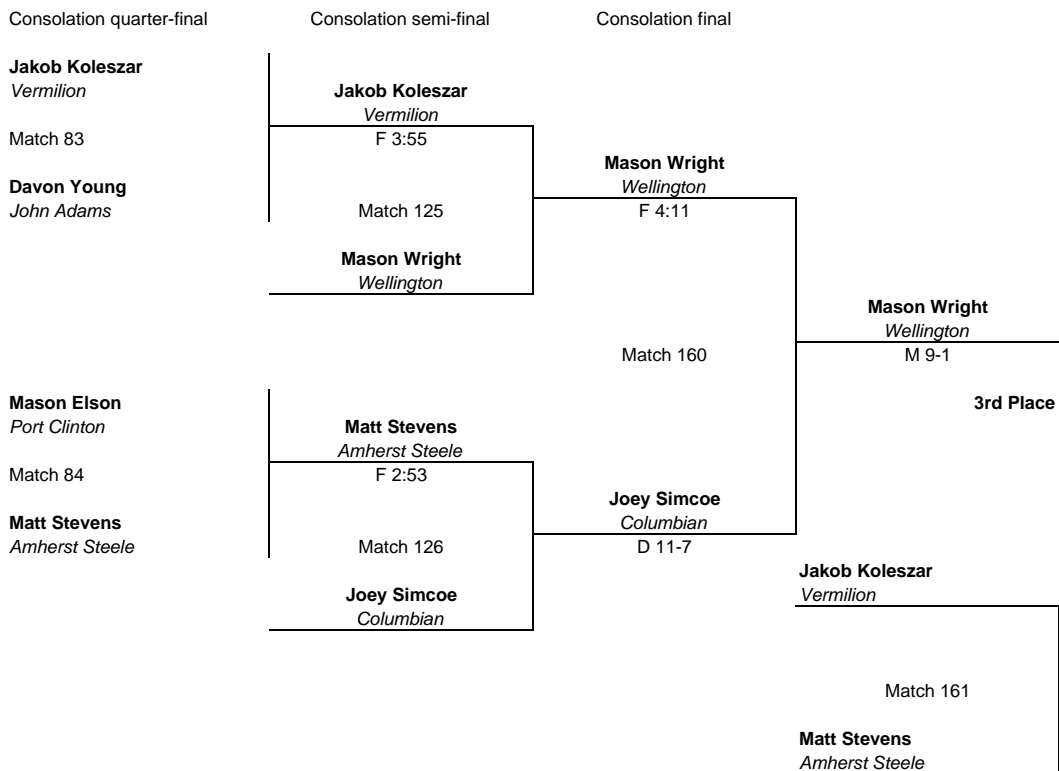 Consolation quarter-final
Consolation semi-final
Consolation final
Jakob Koleszar
Vermilion
Match 83
Davon Young
John Adams
Jakob Koleszar
Vermilion
F 3:55
Match 125
Mason Wright
Wellington
Mason Wright
Wellington
F 4:11
Match 160
Mason Wright
Wellington
M 9-1
3rd Place
Mason Elson
Port Clinton
Match 84
Matt Stevens
Amherst Steele
Matt Stevens
Amherst Steele
F 2:53
Match 126
Joey Simcoe
Columbian
Joey Simcoe
Columbian
D 11-7
Jakob Koleszar
Vermilion
Match 161
Matt Stevens
Amherst Steele